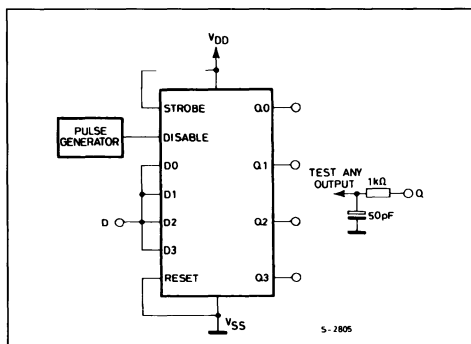 VDD
STROBE
Q0
PULSE
GENERATOR
DISABLE
D0
Q1
D1
TEST ANY
OUTPUT
1kΩ
Q
D
D2
Q2
50pF
D3
RESET
Q3
VSS
S-2805